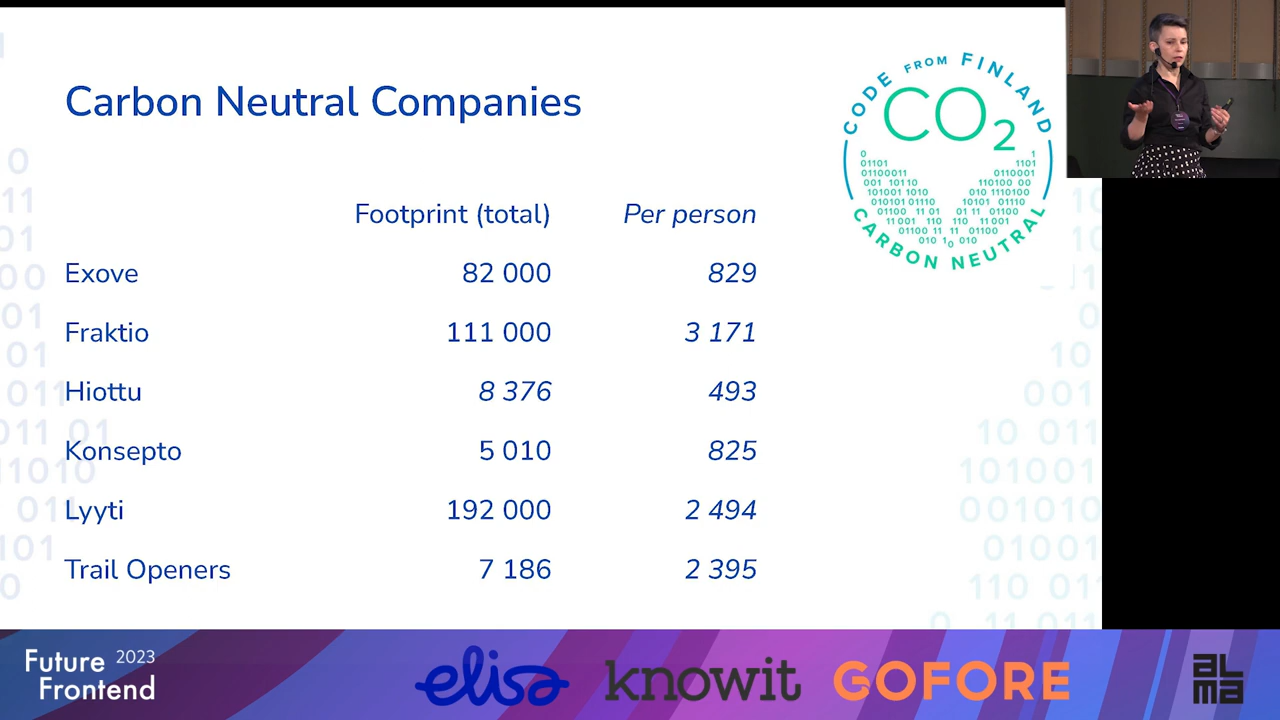 Carbon Neutral Companies
CODE FROM FINLAND
CO2
CARBON NEUTRAL
Footprint (total) Per person
Exove 82 000 829
Fraktio 111 000 3 171
Hiottu 8 376 493
Konsepto 5 010 825
Lyyti 192 000 2 494
Trail Openers 7 186 2 395
Future 2023
Frontend
elisa
knowit
GOFORE
ALMA